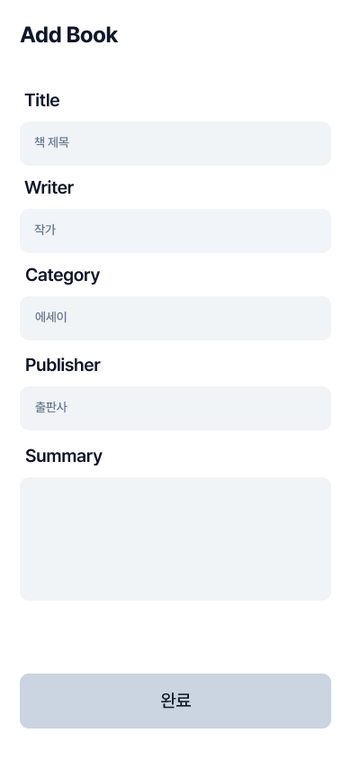 Add Book
Title
책 제목
Writer
작가
Category
에세이
Publisher
출판사
Summary
완료